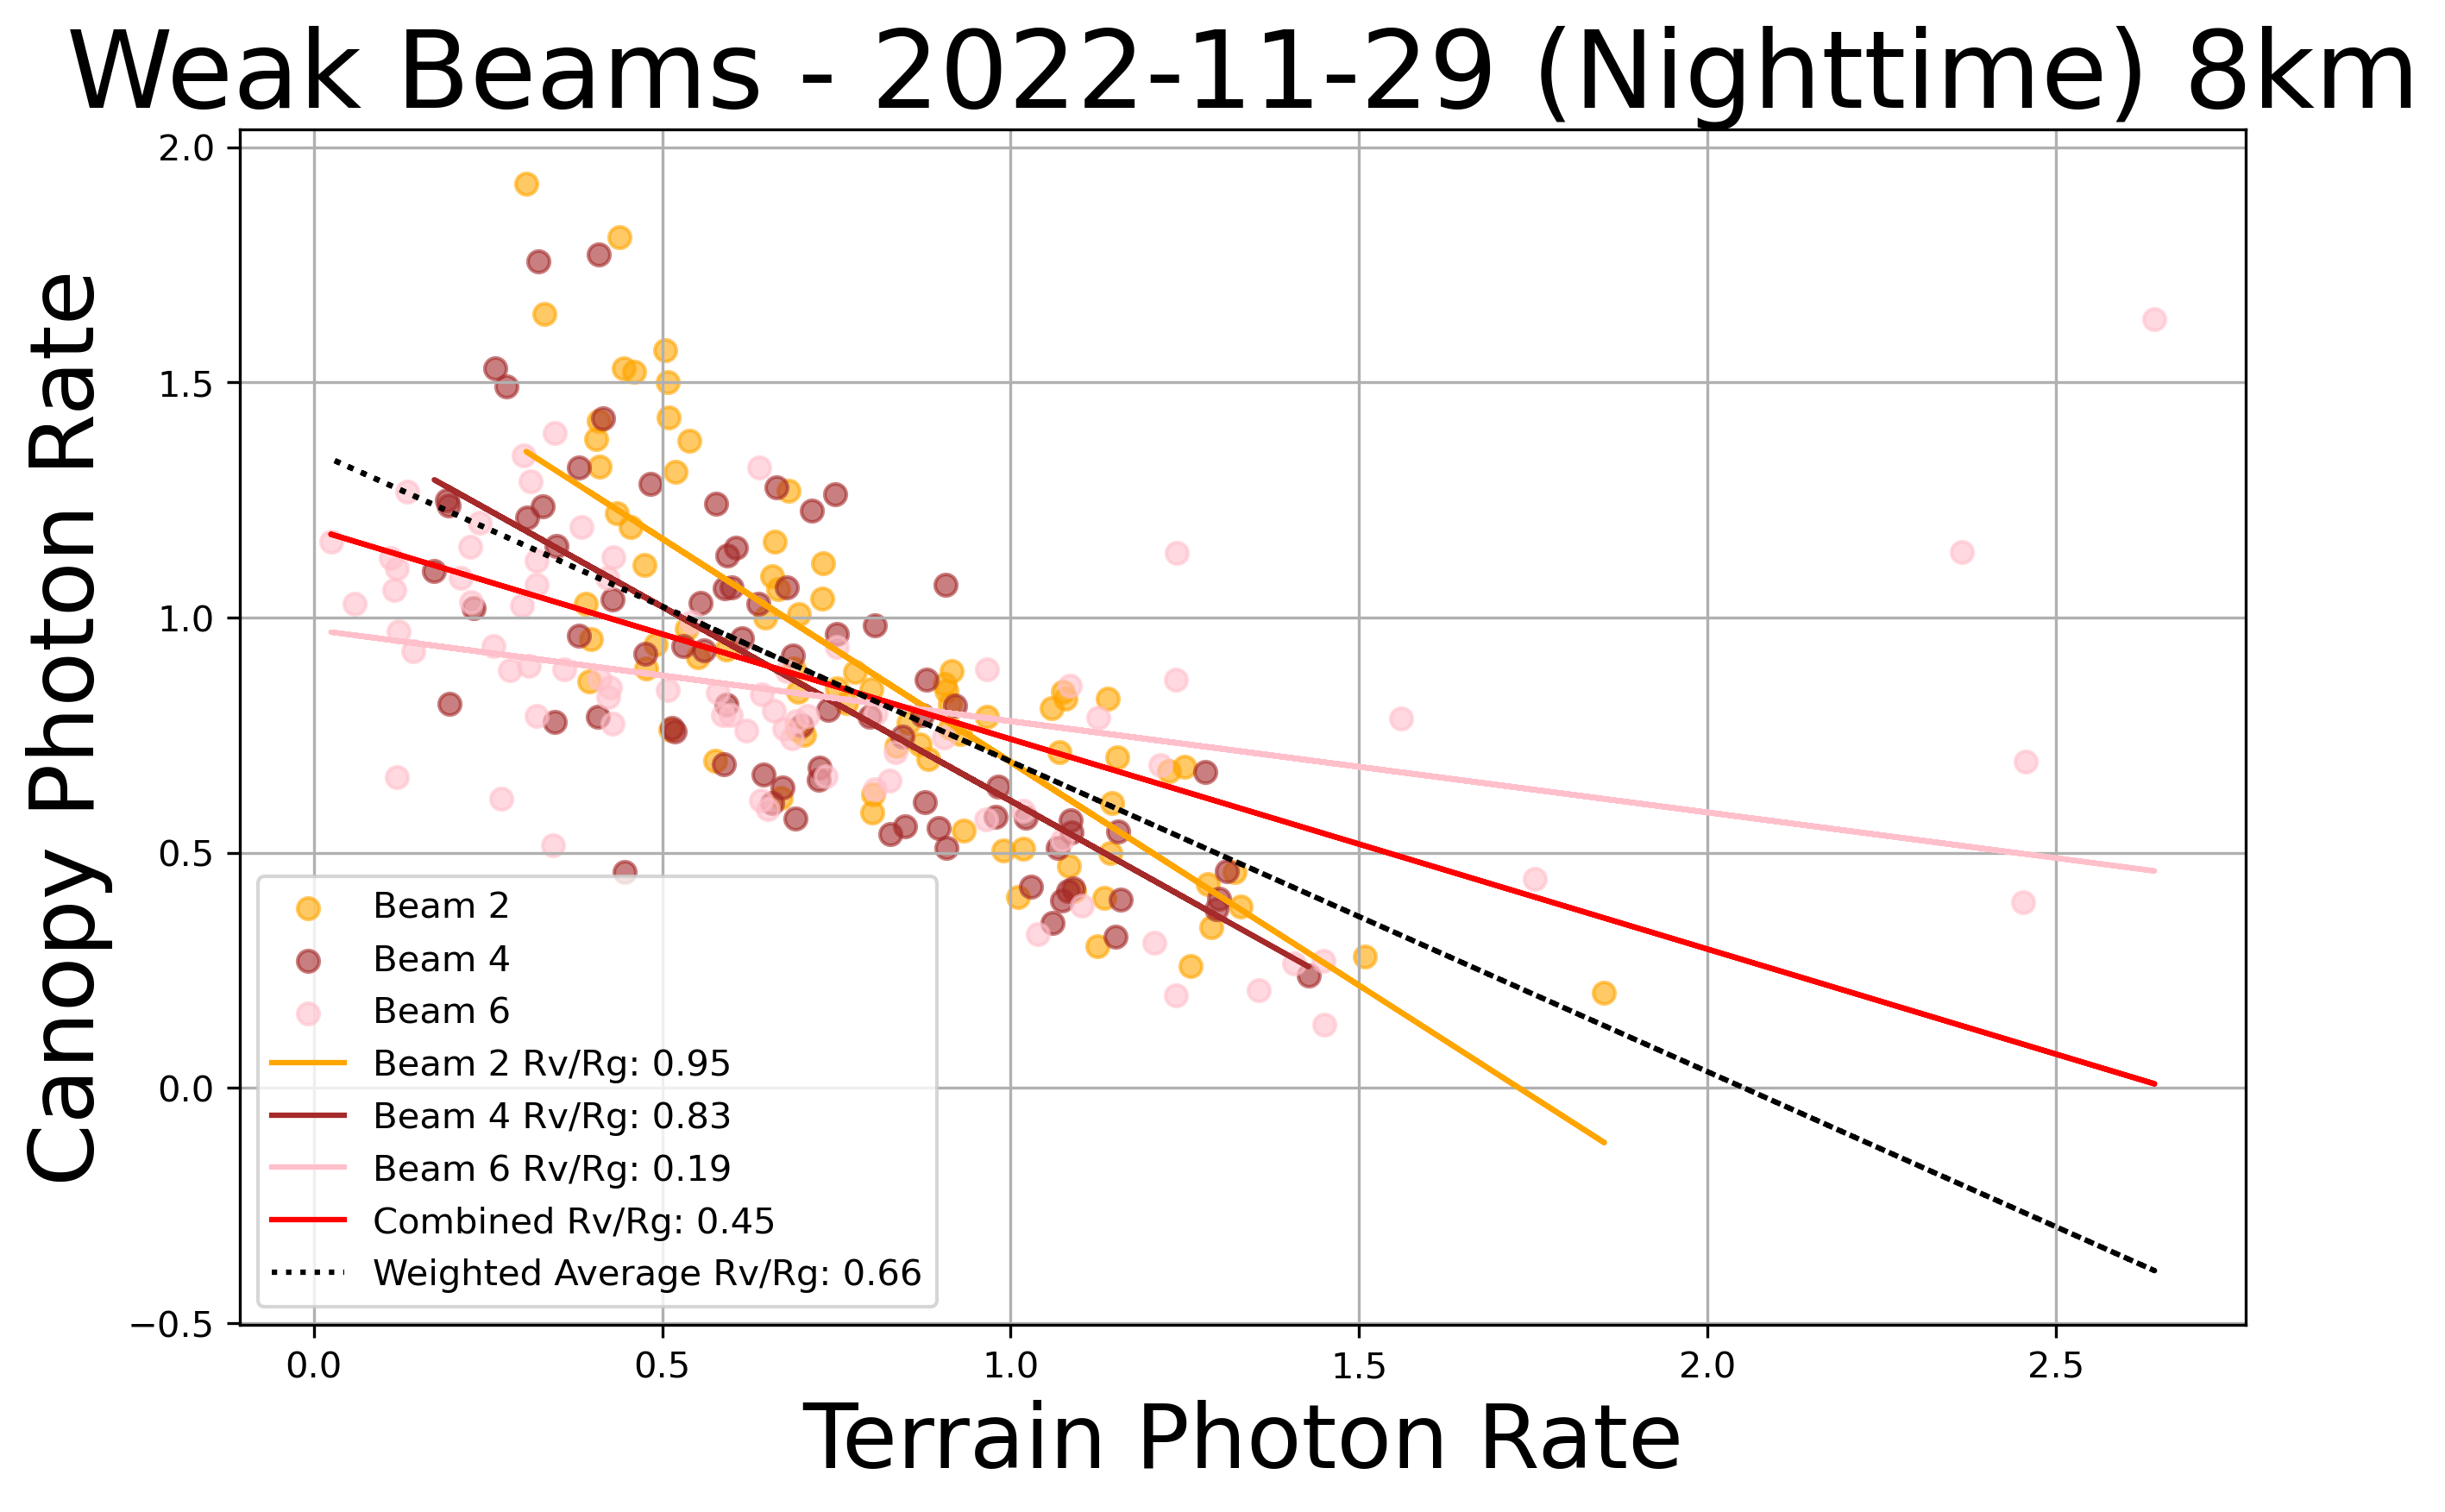 Weak Beams - 2022-11-29 (Nighttime) 8km
Canopy Photon Rate
2.0
1.5
1.0
0.5
0.0
−0.5
Beam 2
Beam 4
Beam 6
Beam 2 Rv/Rg: 0.95
Beam 4 Rv/Rg: 0.83
Beam 6 Rv/Rg: 0.19
Combined Rv/Rg: 0.45
Weighted Average Rv/Rg: 0.66
0.0 0.5 1.0 1.5 2.0 2.5
Terrain Photon Rate